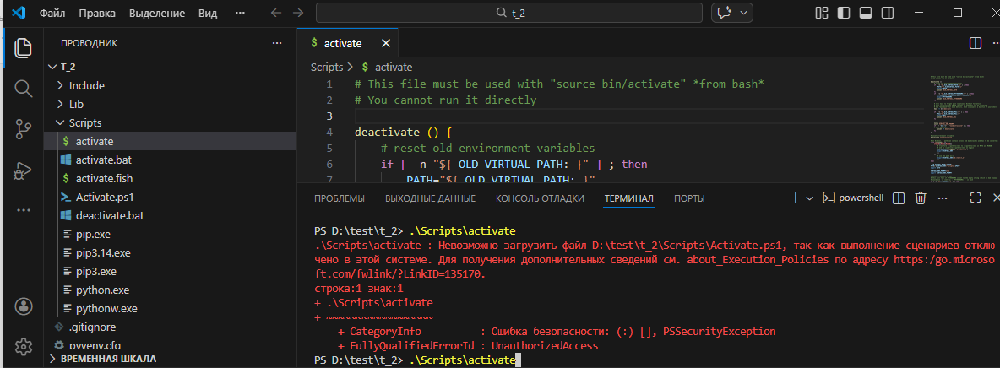 Файл Правка Выделение Вид ··· t_2
ПРОВОДНИК ···
T_2
Include
Lib
Scripts
$ activate
activate.bat
$ activate.fish
Activate.ps1
deactivate.bat
pip.exe
pip3.14.exe
pip3.exe
python.exe
pythonw.exe
.gitignore
pyvenv.cfg
ВРЕМЕННАЯ ШКАЛА
$ activate
Scripts > $ activate
1 # This file must be used with "source bin/activate" *from bash*
2 # You cannot run it directly
3
4 deactivate () {
5 # reset old environment variables
6 if [ -n "${_OLD_VIRTUAL_PATH:-}" ] ; then
7 PATH="${_OLD_VIRTUAL_PATH:-}"
ПРОБЛЕМЫ ВЫХОДНЫЕ ДАННЫЕ КОНСОЛЬ ОТЛАДКИ ТЕРМИНАЛ ПОРТЫ powershell
PS D:\test\t_2> .\Scripts\activate
.\Scripts\activate : Невозможно загрузить файл D:\test\t_2\Scripts\Activate.ps1, так как выполнение сценариев отклю
чено в этой системе. Для получения дополнительных сведений см. about_Execution_Policies по адресу https:/go.microso
ft.com/fwlink/?LinkID=135170.
строка:1 знак:1
+ .\Scripts\activate
+ ~~~~~~~~~~~~~~~~~~
+ CategoryInfo : Ошибка безопасности: (:) [], PSSecurityException
+ FullyQualifiedErrorId : UnauthorizedAccess
PS D:\test\t_2> .\Scripts\activate